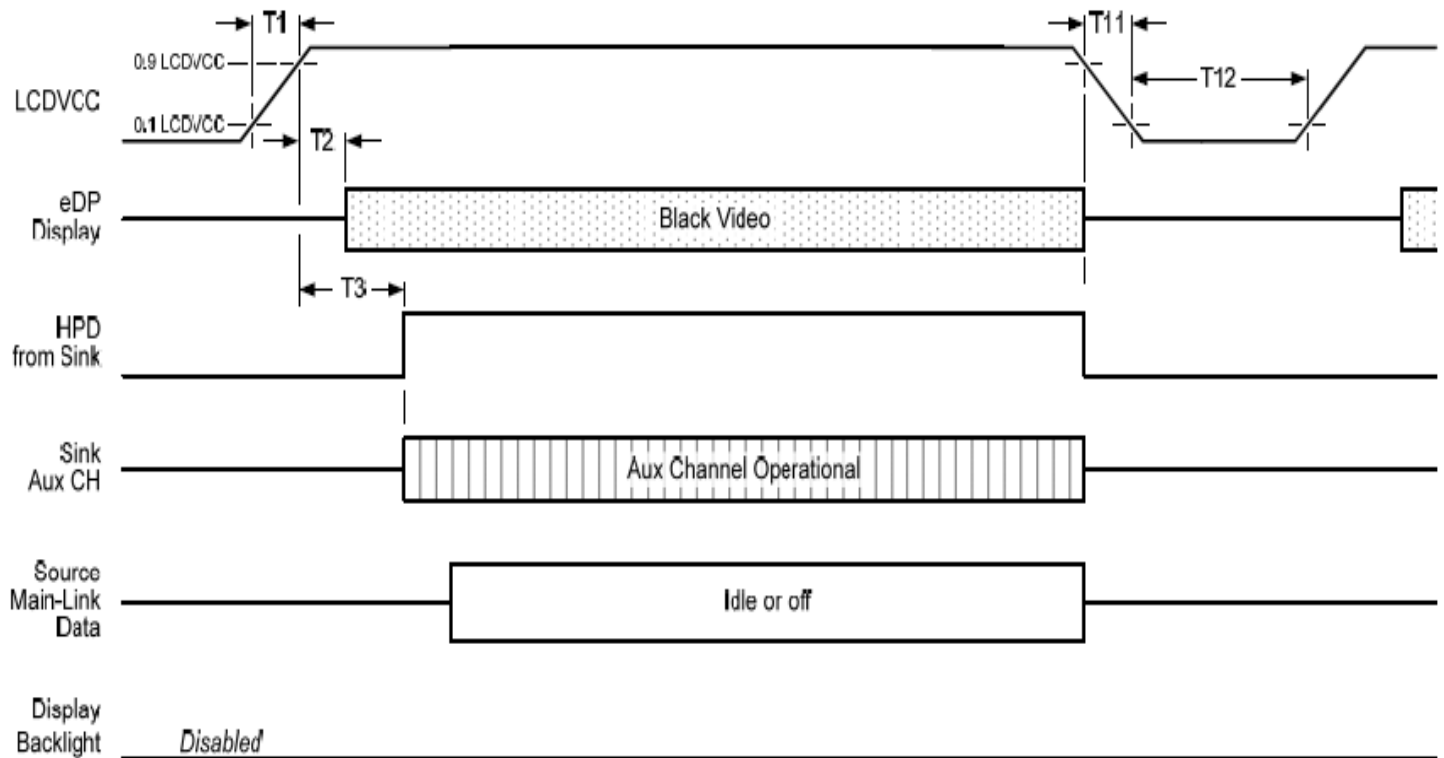 T1
T11
0.9 LCDVCC
T12
LCDVCC
0.1 LCDVCC
T2
eDP
Display
Black Video
T3
HPD
from Sink
Sink
Aux CH
Aux Channel Operational
Source
Main-Link
Data
Idle or off
Display
Backlight
Disabled